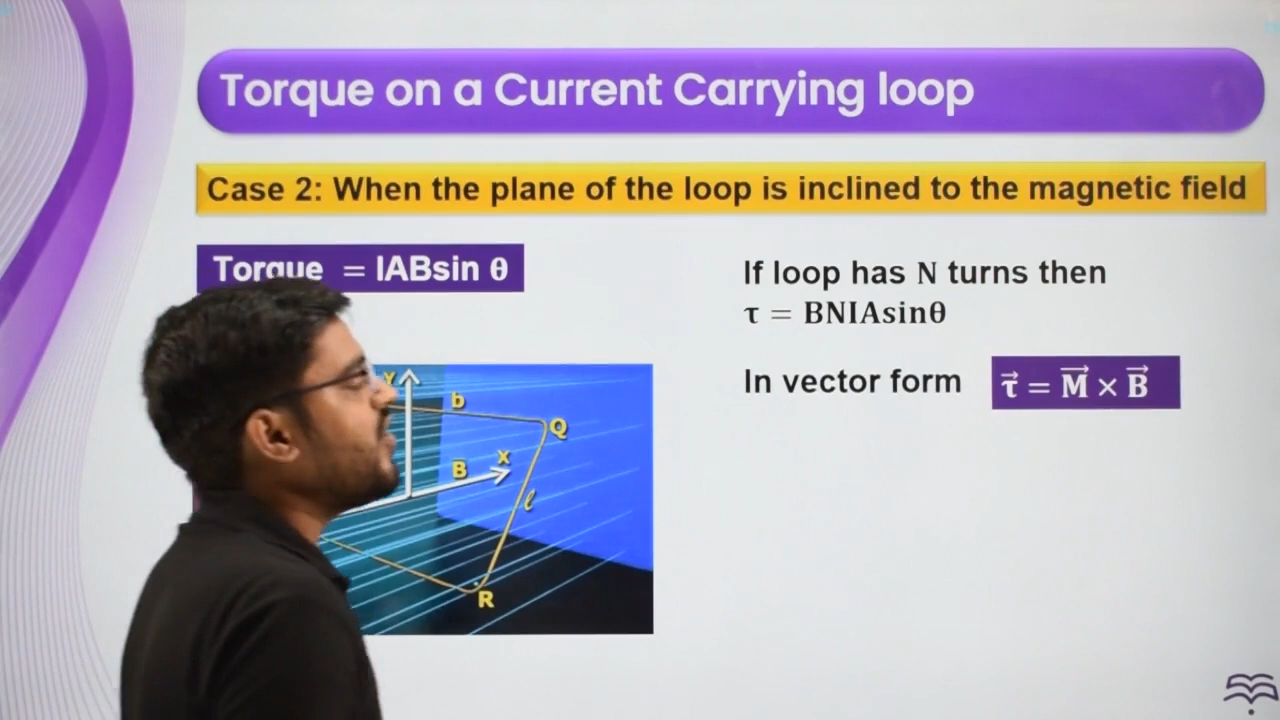 Torque on a Current Carrying loop
Case 2: When the plane of the loop is inclined to the magnetic field
Torque = IABsin θ
If loop has N turns then
τ = BNIAsinθ
In vector form
τ⃗ = M⃗ × B⃗
Y
b
Q
X
B
ℓ
R